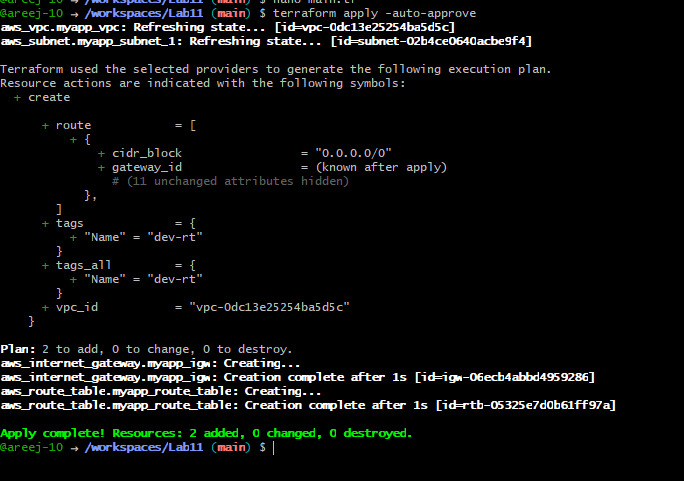 @areej-10 → /workspaces/Lab11 (main) $ nano main.tf
@areej-10 → /workspaces/Lab11 (main) $ terraform apply -auto-approve
aws_vpc.myapp_vpc: Refreshing state... [id=vpc-0dc13e25254ba5d5c]
aws_subnet.myapp_subnet_1: Refreshing state... [id=subnet-02b4ce0640acbe9f4]
Terraform used the selected providers to generate the following execution plan.
Resource actions are indicated with the following symbols:
+ create
+ route = [
+ {
+ cidr_block = "0.0.0.0/0"
+ gateway_id = (known after apply)
# (11 unchanged attributes hidden)
},
]
+ tags = {
+ "Name" = "dev-rt"
}
+ tags_all = {
+ "Name" = "dev-rt"
}
+ vpc_id = "vpc-0dc13e25254ba5d5c"
}
Plan: 2 to add, 0 to change, 0 to destroy.
aws_internet_gateway.myapp_igw: Creating...
aws_internet_gateway.myapp_igw: Creation complete after 1s [id=igw-06ecb4abbd4959286]
aws_route_table.myapp_route_table: Creating...
aws_route_table.myapp_route_table: Creation complete after 1s [id=rtb-05325e7d0b61ff97a]
Apply complete! Resources: 2 added, 0 changed, 0 destroyed.
@areej-10 → /workspaces/Lab11 (main) $